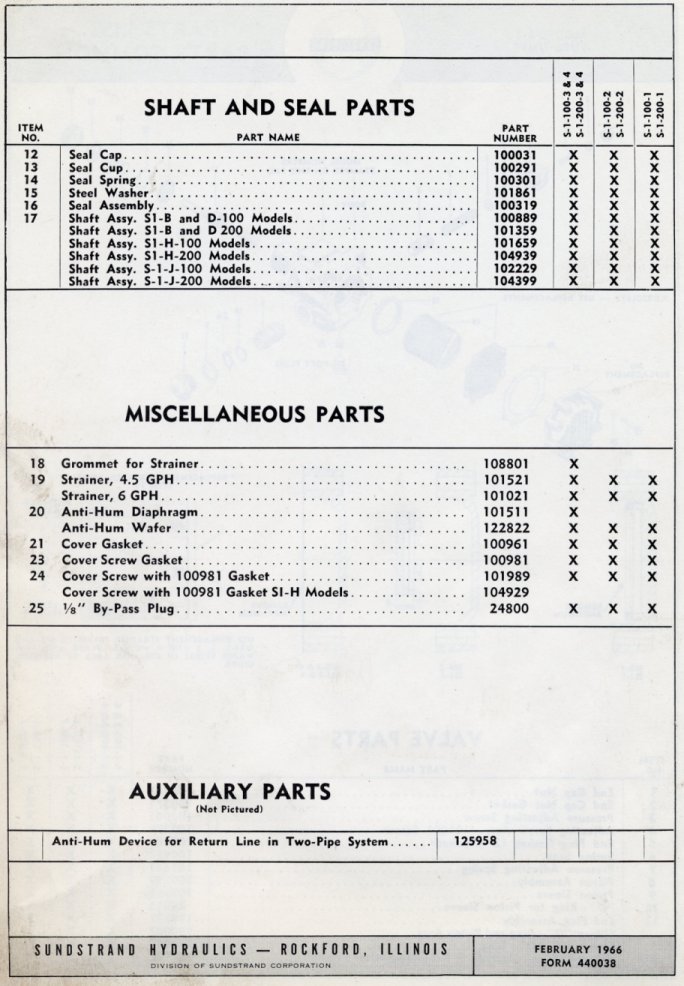 SHAFT AND SEAL PARTS
ITEM NO. PART NAME PART NUMBER S-1-100-3 & 4 S-1-200-3 & 4 S-1-100-2 S-1-200-2 S-1-100-1 S-1-200-1
12 Seal Cap 100031 X X X
13 Seal Cup 100291 X X X
14 Seal Spring 100301 X X X
15 Steel Washer 101861 X X X
16 Seal Assembly 100319 X X X
17 Shaft Assy. S1-B and D-100 Models 100889 X X X
Shaft Assy. S1-B and D 200 Models 101359 X X X
Shaft Assy. S1-H-100 Models 101659 X X X
Shaft Assy. S1-H-200 Models 104939 X X X
Shaft Assy. S-1-J-100 Models 102229 X X X
Shaft Assy. S-1-J-200 Models 104399 X X X
MISCELLANEOUS PARTS
18 Grommet for Strainer 108801 X
19 Strainer, 4.5 GPH 101521 X X X
Strainer, 6 GPH 101021 X X X
20 Anti-Hum Diaphragm 101511 X
Anti-Hum Wafer 122822 X X X
21 Cover Gasket 100961 X X X
23 Cover Screw Gasket 100981 X X X
24 Cover Screw with 100981 Gasket 101989 X X X
Cover Screw with 100981 Gasket SI-H Models 104929
25 1/8" By-Pass Plug 24800 X X X
AUXILIARY PARTS
(Not Pictured)
Anti-Hum Device for Return Line in Two-Pipe System...... 125958
SUNDSTRAND HYDRAULICS — ROCKFORD, ILLINOIS
DIVISION OF SUNDSTRAND CORPORATION
FEBRUARY 1966
FORM 440038